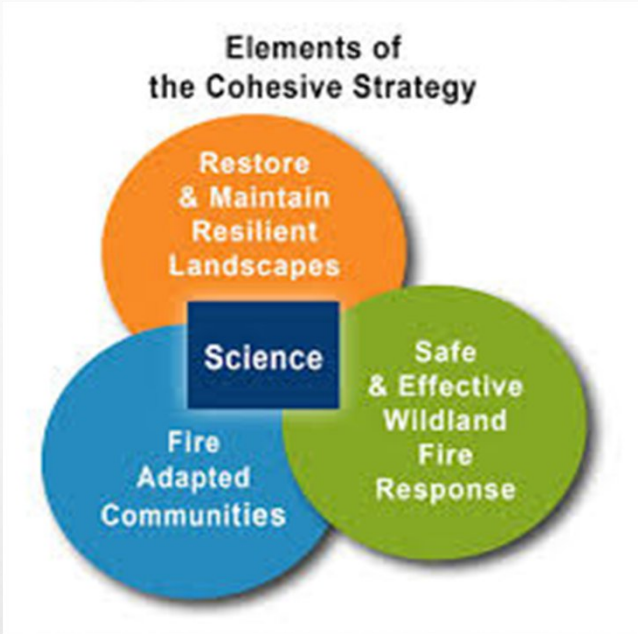 Elements of
the Cohesive Strategy
Restore
& Maintain
Resilient
Landscapes
Science
Safe
& Effective
Wildland
Fire
Response
Fire
Adapted
Communities